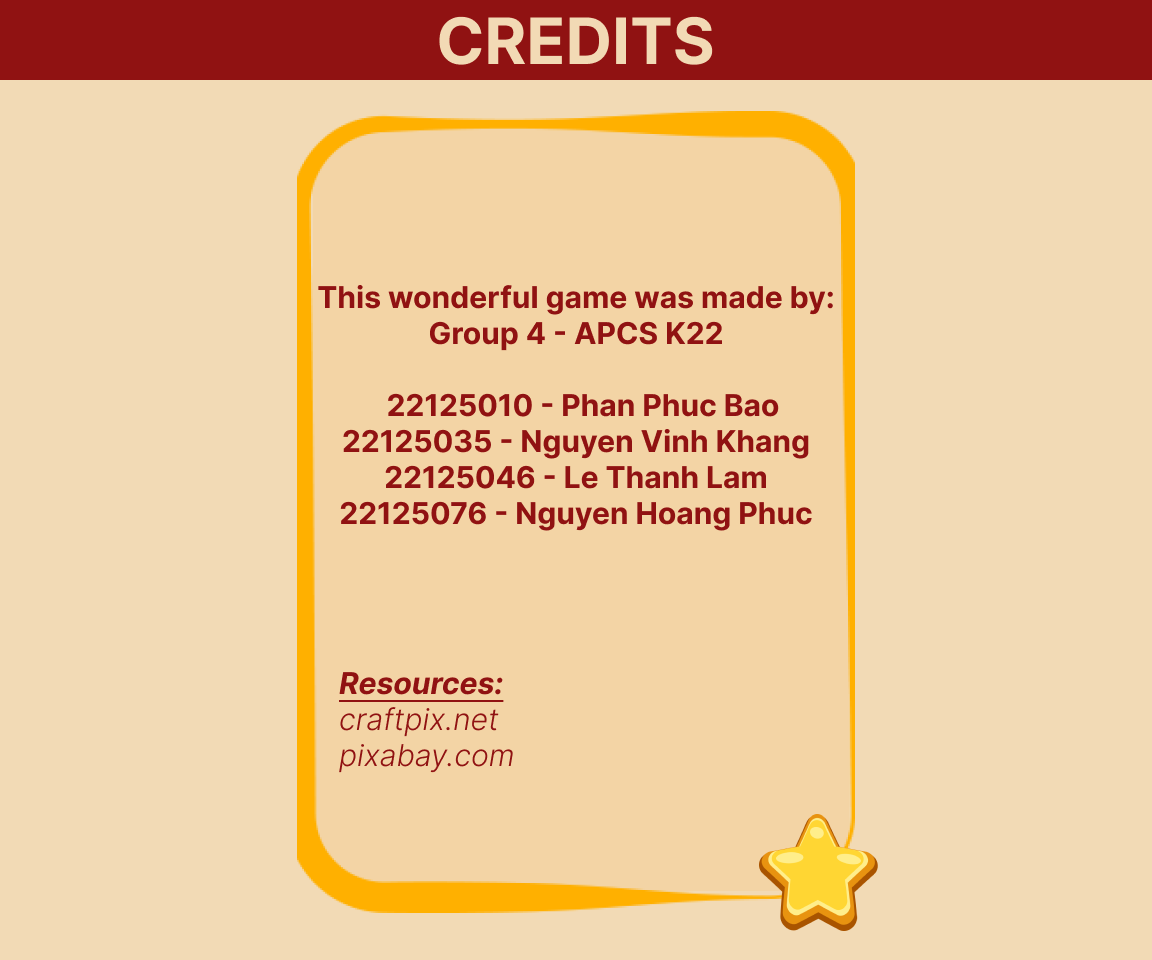 CREDITS
This wonderful game was made by:
Group 4 - APCS K22
22125010 - Phan Phuc Bao
22125035 - Nguyen Vinh Khang
22125046 - Le Thanh Lam
22125076 - Nguyen Hoang Phuc
Resources:
craftpix.net
pixabay.com